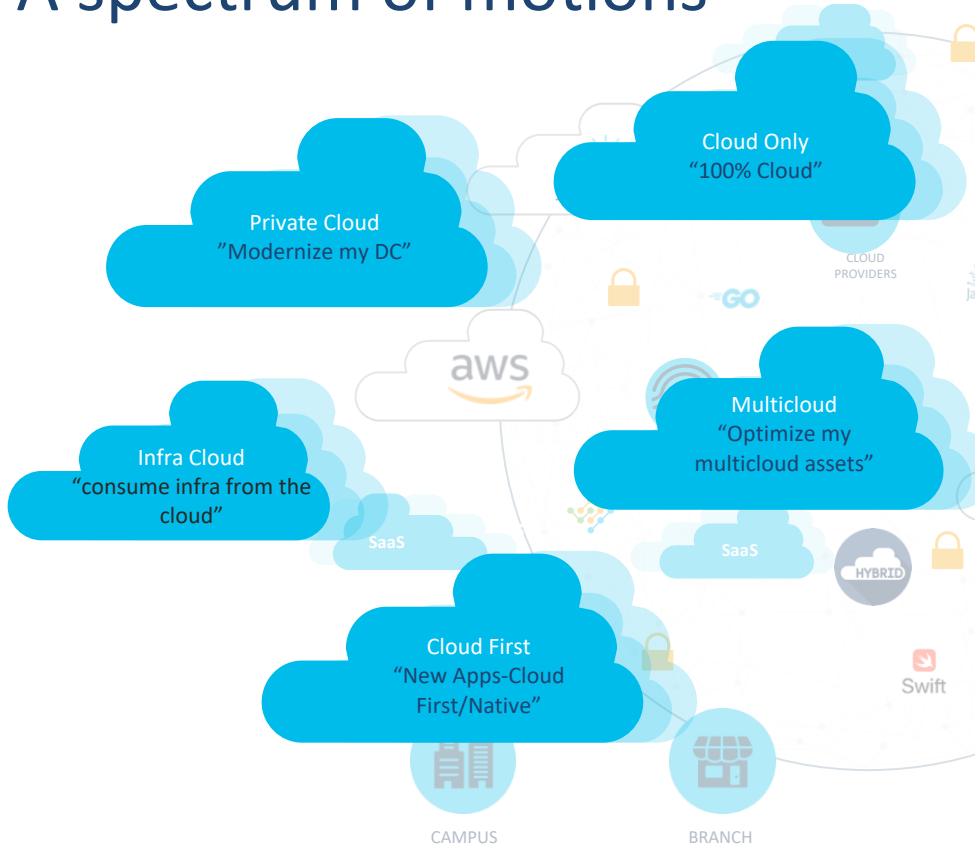 A spectrum of motions
Cloud Only
“100% Cloud”
Private Cloud
”Modernize my DC”
CLOUD
PROVIDERS
GO
aws
Multicloud
“Optimize my
multicloud assets”
Infra Cloud
“consume infra from the
cloud”
SaaS
SaaS
HYBRID
Cloud First
“New Apps-Cloud
First/Native”
Swift
CAMPUS
BRANCH